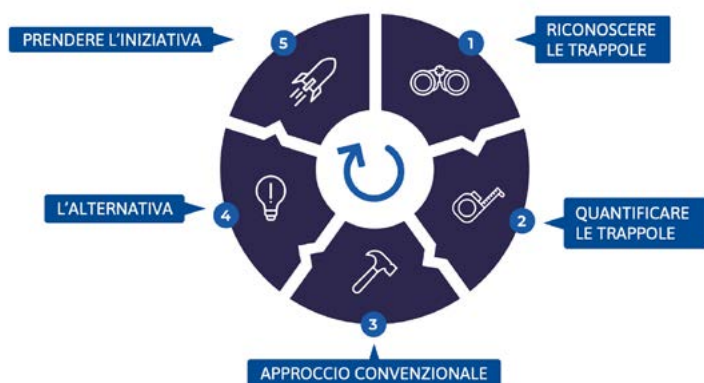 1
RICONOSCERE
LE TRAPPOLE
2
QUANTIFICARE
LE TRAPPOLE
3
APPROCCIO CONVENZIONALE
4
L'ALTERNATIVA
5
PRENDERE L'INIZIATIVA